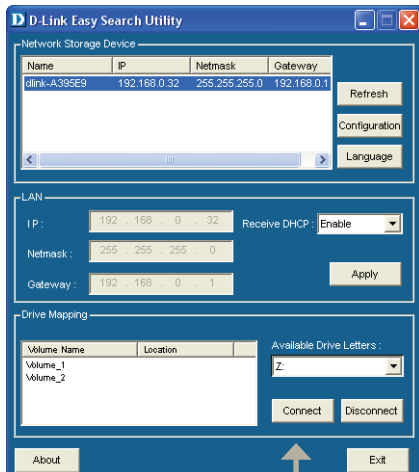 D-Link Easy Search Utility
Network Storage Device
Name IP Netmask Gateway
dlink-A395E9 192.168.0.32 255.255.255.0 192.168.0.1
Refresh
Configuration
Language
LAN
IP : 192 . 168 . 0 . 32 Receive DHCP : Enable
Netmask : 255 . 255 . 255 . 0
Gateway : 192 . 168 . 0 . 1
Apply
Drive Mapping
Volume Name Location
Volume_1
Volume_2
Available Drive Letters :
Z:
Connect Disconnect
About Exit